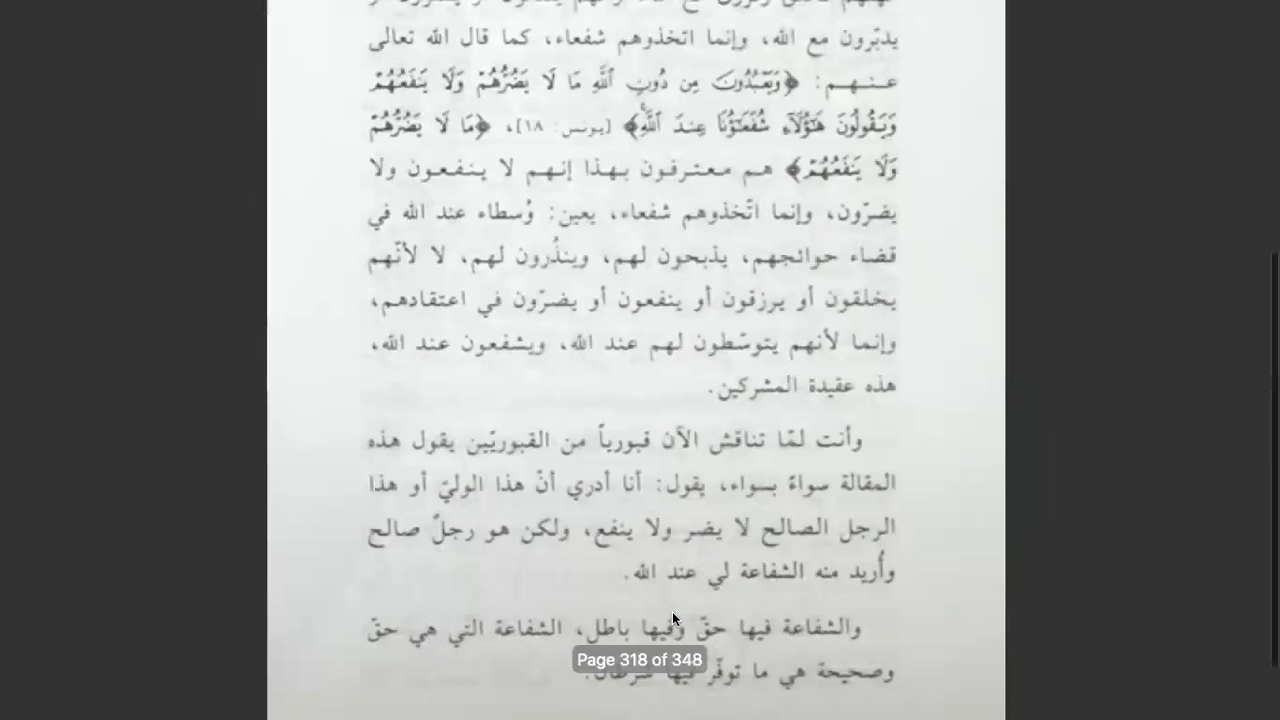 يدبّرون مع الله، وإنما اتخذوهم شفعاء، كما قال الله تعالى
عنهم: ﴿وَيَعْبُدُونَ مِن دُونِ ٱللَّهِ مَا لَا يَضُرُّهُمْ وَلَا يَنفَعُهُمْ
وَيَقُولُونَ هَٰٓؤُلَآءِ شُفَعَٰٓؤُنَا عِندَ ٱللَّهِۚ﴾ [يونس: ١٨]، ﴿مَا لَا يَضُرُّهُمْ
وَلَا يَنفَعُهُمْ﴾ هم معترفون بهذا إنهم لا ينفعون ولا
يضرّون، وإنما اتّخذوهم شفعاء، يعين: وُسطاء عند الله في
قضاء حوائجهم، يذبحون لهم، وينذُرون لهم، لا لأنّهم
يخلقون أو يرزقون أو ينفعون أو يضرّون في اعتقادهم،
وإنما لأنهم يتوسّطون لهم عند الله، ويشفعون عند الله،
هذه عقيدة المشركين.
وأنت لمّا تناقش الآن قبورياً من القبوريّين يقول هذه
المقالة سواءً بسواء، يقول: أنا أدري أنّ هذا الوليّ أو هذا
الرجل الصالح لا يضر ولا ينفع، ولكن هو رجلٌ صالح
وأُريد منه الشفاعة لي عند الله.
والشفاعة فيها حقّ وفيها باطل، الشفاعة التي هي حقّ
وصحيحة هي ما توفّر فيها شرطان:
Page 318 of 348